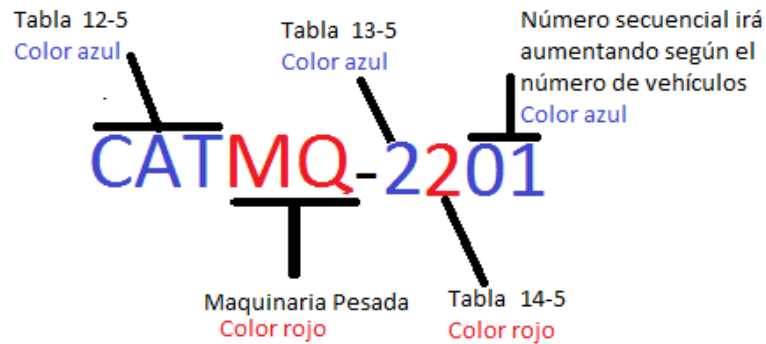 Tabla 12-5
Color azul
Tabla 13-5
Color azul
Número secuencial irá
aumentando según el
número de vehículos
Color azul
CATMQ-2201
Maquinaria Pesada
Color rojo
Tabla 14-5
Color rojo